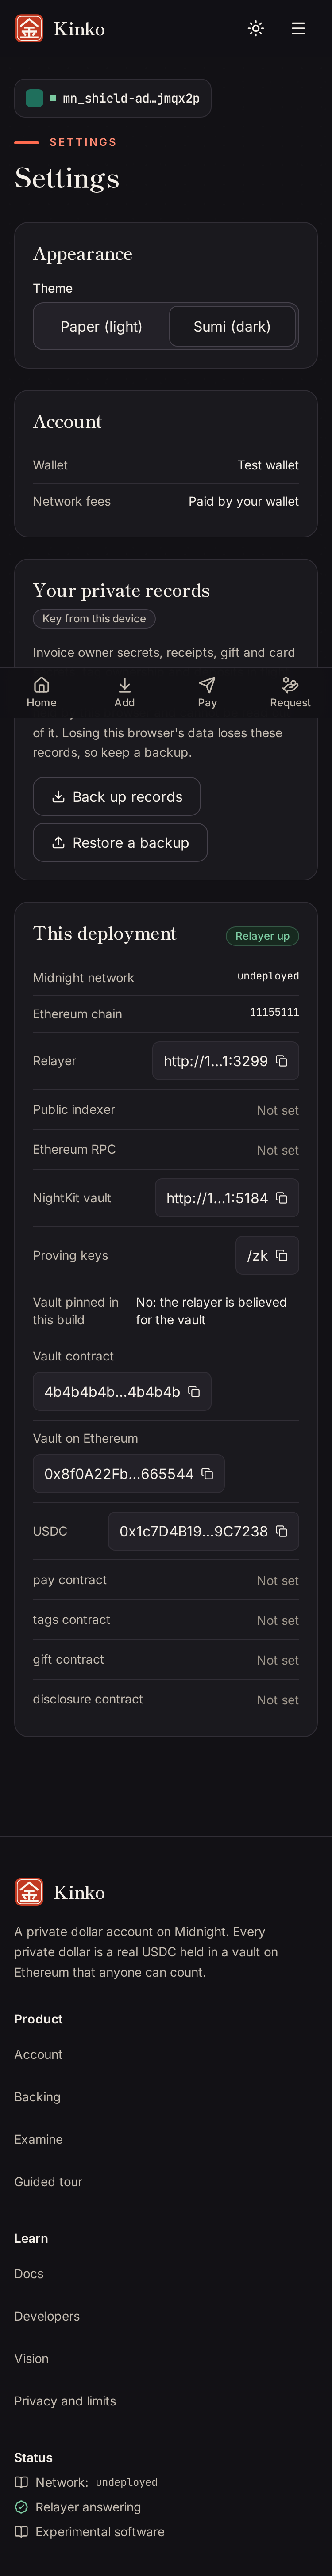 金 Kinko
mn_shield-ad…jmqx2p
SETTINGS
Settings
Appearance
Theme
Paper (light) Sumi (dark)
Account
Wallet Test wallet
Network fees Paid by your wallet
Your private records
Key from this device
Invoice owner secrets, receipts, gift and card
Home Add Pay Request
of it. Losing this browser's data loses these
records, so keep a backup.
Back up records
Restore a backup
This deployment Relayer up
Midnight network undeployed
Ethereum chain 11155111
Relayer http://1…1:3299
Public indexer Not set
Ethereum RPC Not set
NightKit vault http://1…1:5184
Proving keys /zk
Vault pinned in No: the relayer is believed
this build for the vault
Vault contract
4b4b4b4b…4b4b4b
Vault on Ethereum
0x8f0A22Fb…665544
USDC 0x1c7D4B19…9C7238
pay contract Not set
tags contract Not set
gift contract Not set
disclosure contract Not set
金 Kinko
A private dollar account on Midnight. Every
private dollar is a real USDC held in a vault on
Ethereum that anyone can count.
Product
Account
Backing
Examine
Guided tour
Learn
Docs
Developers
Vision
Privacy and limits
Status
Network: undeployed
Relayer answering
Experimental software